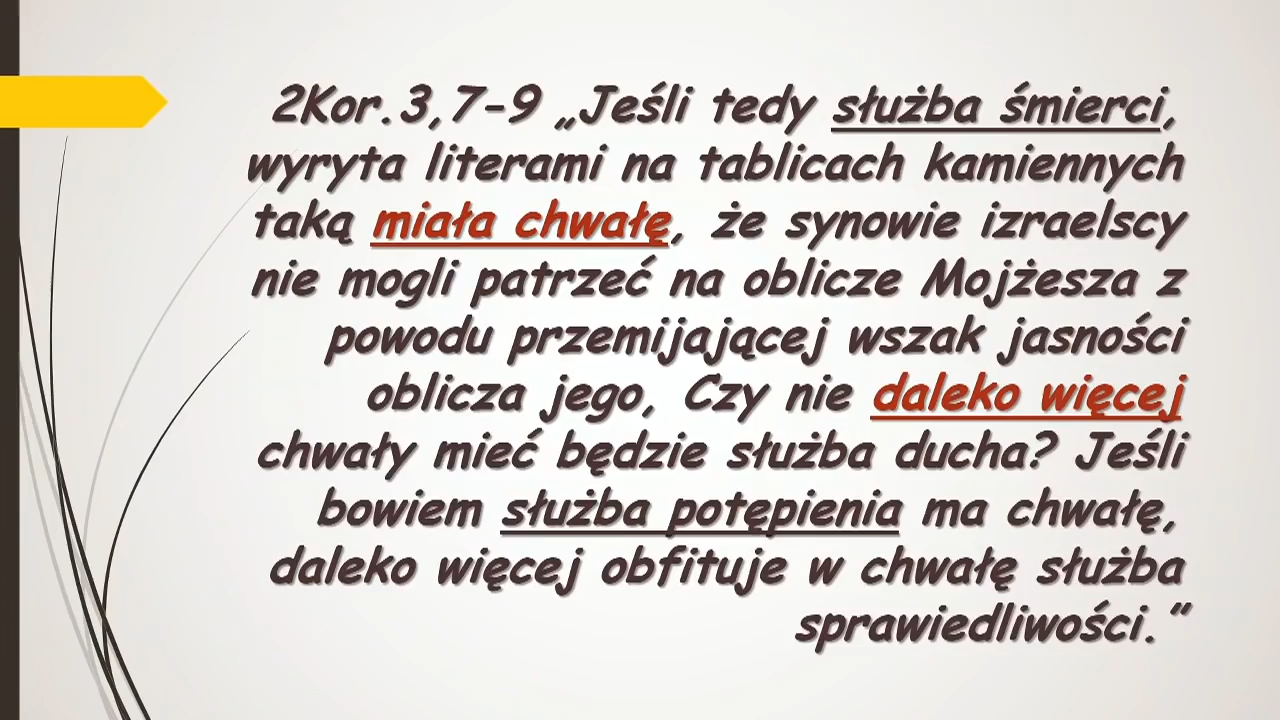 2Kor.3,7-9 „Jeśli tedy służba śmierci,
wyryta literami na tablicach kamiennych
taką miała chwałę, że synowie izraelscy
nie mogli patrzeć na oblicze Mojżesza z
powodu przemijającej wszak jasności
oblicza jego, Czy nie daleko więcej
chwały mieć będzie służba ducha? Jeśli
bowiem służba potępienia ma chwałę,
daleko więcej obfituje w chwałę służba
sprawiedliwości.”